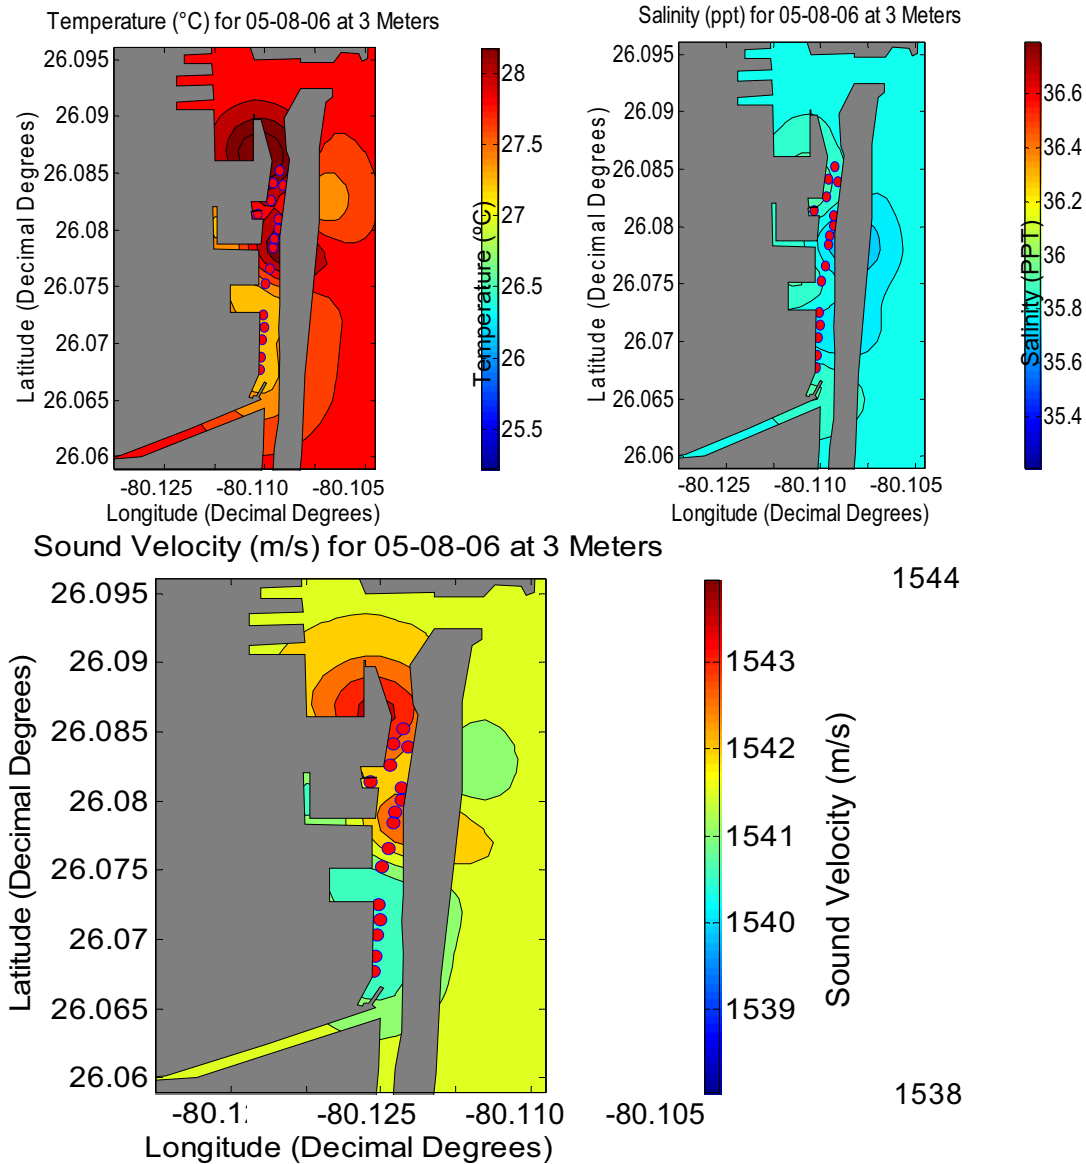 Temperature (°C) for 05-08-06 at 3 Meters
26.095
26.09
26.085
26.08
26.075
26.07
26.065
26.06
Latitude (Decimal Degrees)
-80.125 -80.110 -80.105
Longitude (Decimal Degrees)
28
27.5
27
26
25.5
Temperature (°C)
Salinity (ppt) for 05-08-06 at 3 Meters
26.095
26.09
26.085
26.08
26.075
26.07
26.065
26.06
Latitude (Decimal Degrees)
-80.125 -80.110 -80.105
Longitude (Decimal Degrees)
36.6
36.4
36.2
36
35.8
35.6
35.4
Salinity (PPT)
Sound Velocity (m/s) for 05-08-06 at 3 Meters
26.095
26.09
26.085
26.08
26.075
26.07
26.065
26.06
Latitude (Decimal Degrees)
-80.125 -80.110 -80.105
Longitude (Decimal Degrees)
1544
1543
1542
1541
1540
1539
1538
Sound Velocity (m/s)